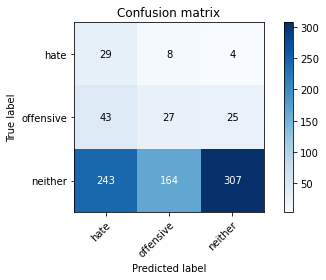 Confusion matrix
True label
hate 29 8 4
offensive 43 27 25
neither 243 164 307
hate offensive neither
Predicted label
300
250
200
150
100
50